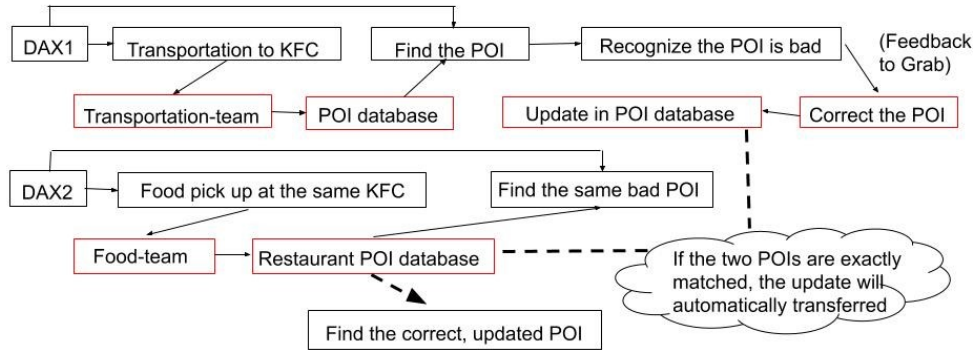 DAX1
Transportation to KFC
Find the POI
Recognize the POI is bad
(Feedback
to Grab)
Transportation-team
POI database
Update in POI database
Correct the POI
DAX2
Food pick up at the same KFC
Find the same bad POI
Food-team
Restaurant POI database
If the two POIs are exactly
matched, the update will
automatically transferred
Find the correct, updated POI